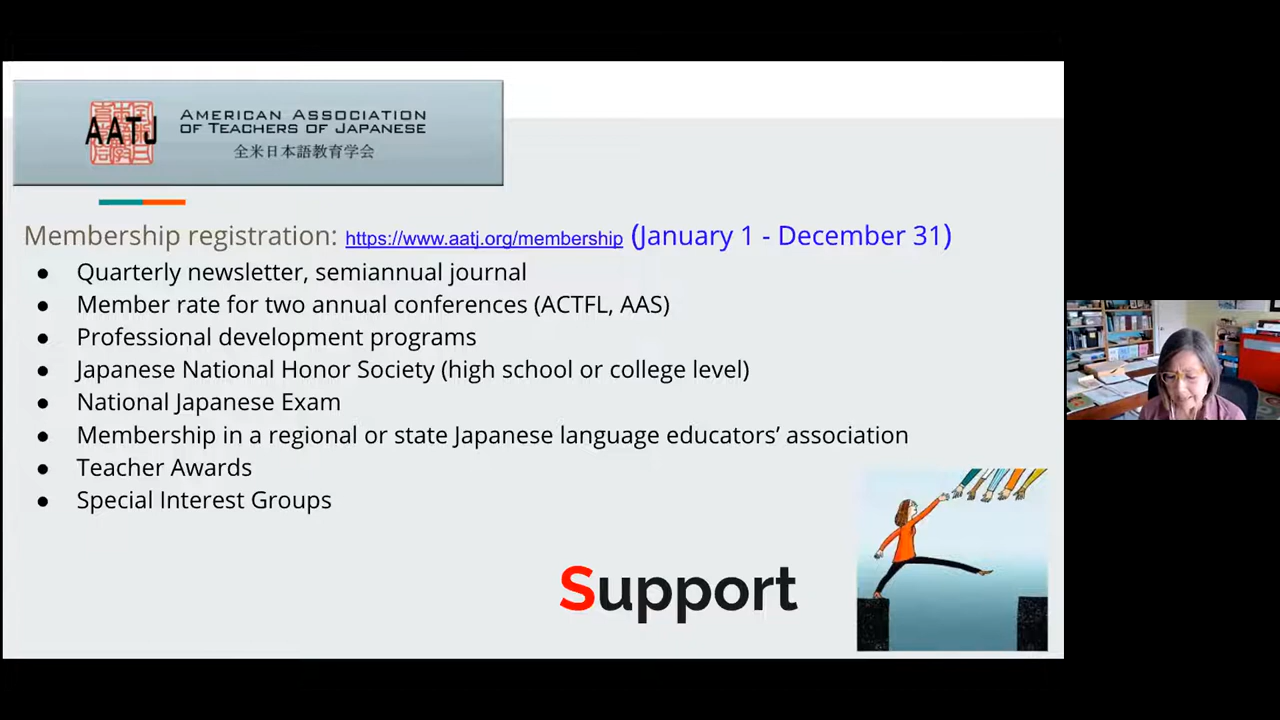 AATJ
AMERICAN ASSOCIATION
OF TEACHERS OF JAPANESE
全米日本語教育学会
Membership registration: https://www.aatj.org/membership (January 1 - December 31)
● Quarterly newsletter, semiannual journal
● Member rate for two annual conferences (ACTFL, AAS)
● Professional development programs
● Japanese National Honor Society (high school or college level)
● National Japanese Exam
● Membership in a regional or state Japanese language educators’ association
● Teacher Awards
● Special Interest Groups
Support